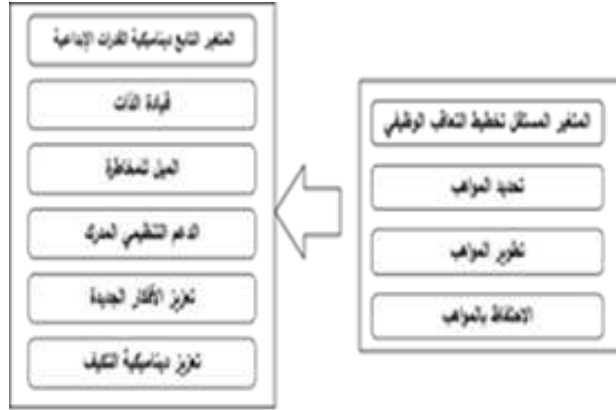 المتغير المستقل تخطيط التعاقب الوظيفي
تحديد المواهب
تطوير المواهب
الاحتفاظ بالمواهب
المتغير التابع ديناميكية القدرات الإبداعية
قيادة الذات
الميل للمخاطرة
الدعم التنظيمي المدرك
تعزيز الأفكار الجديدة
تعزيز ديناميكية التكيف